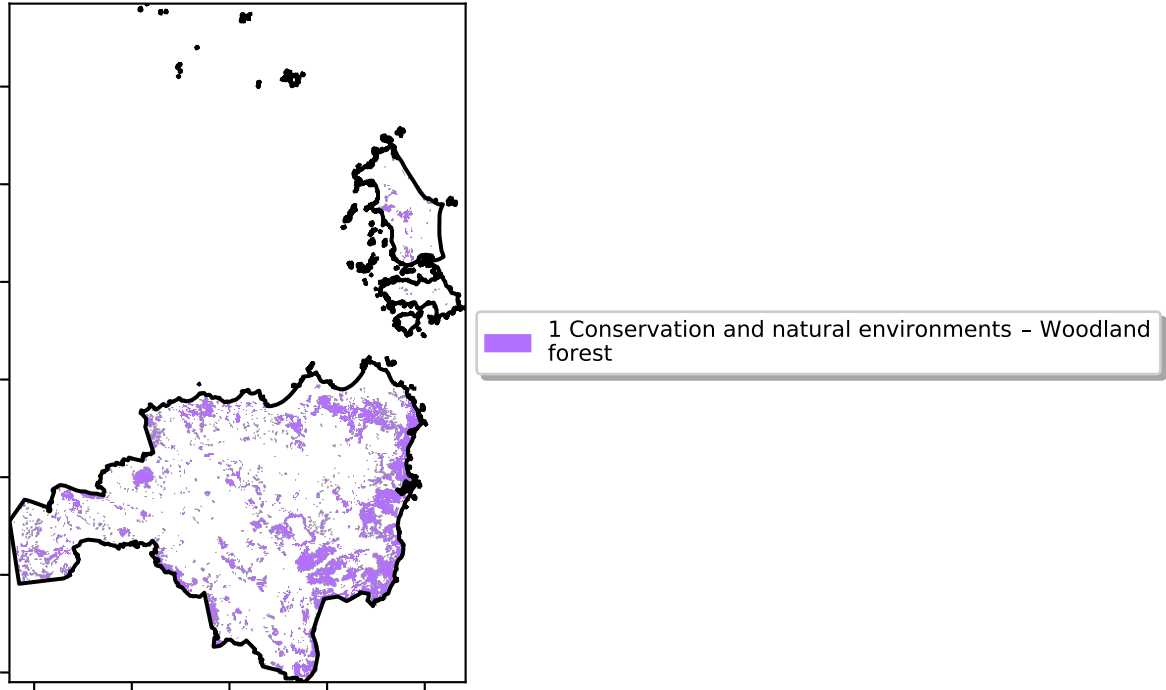 1 Conservation and natural environments – Woodland
forest